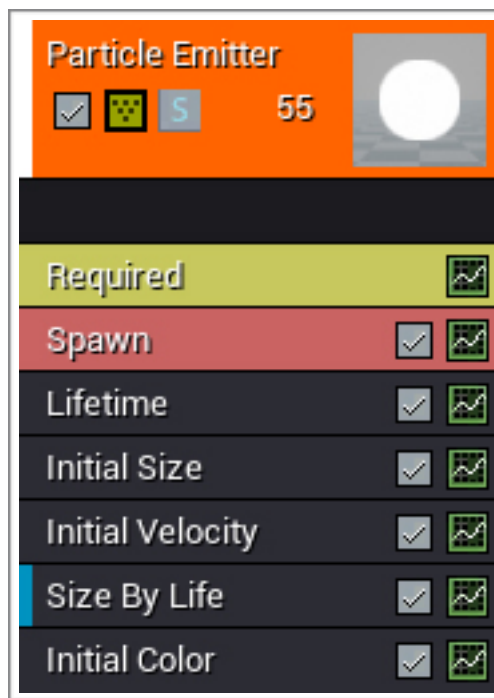 Particle Emitter
S 55
Required
Spawn
Lifetime
Initial Size
Initial Velocity
Size By Life
Initial Color